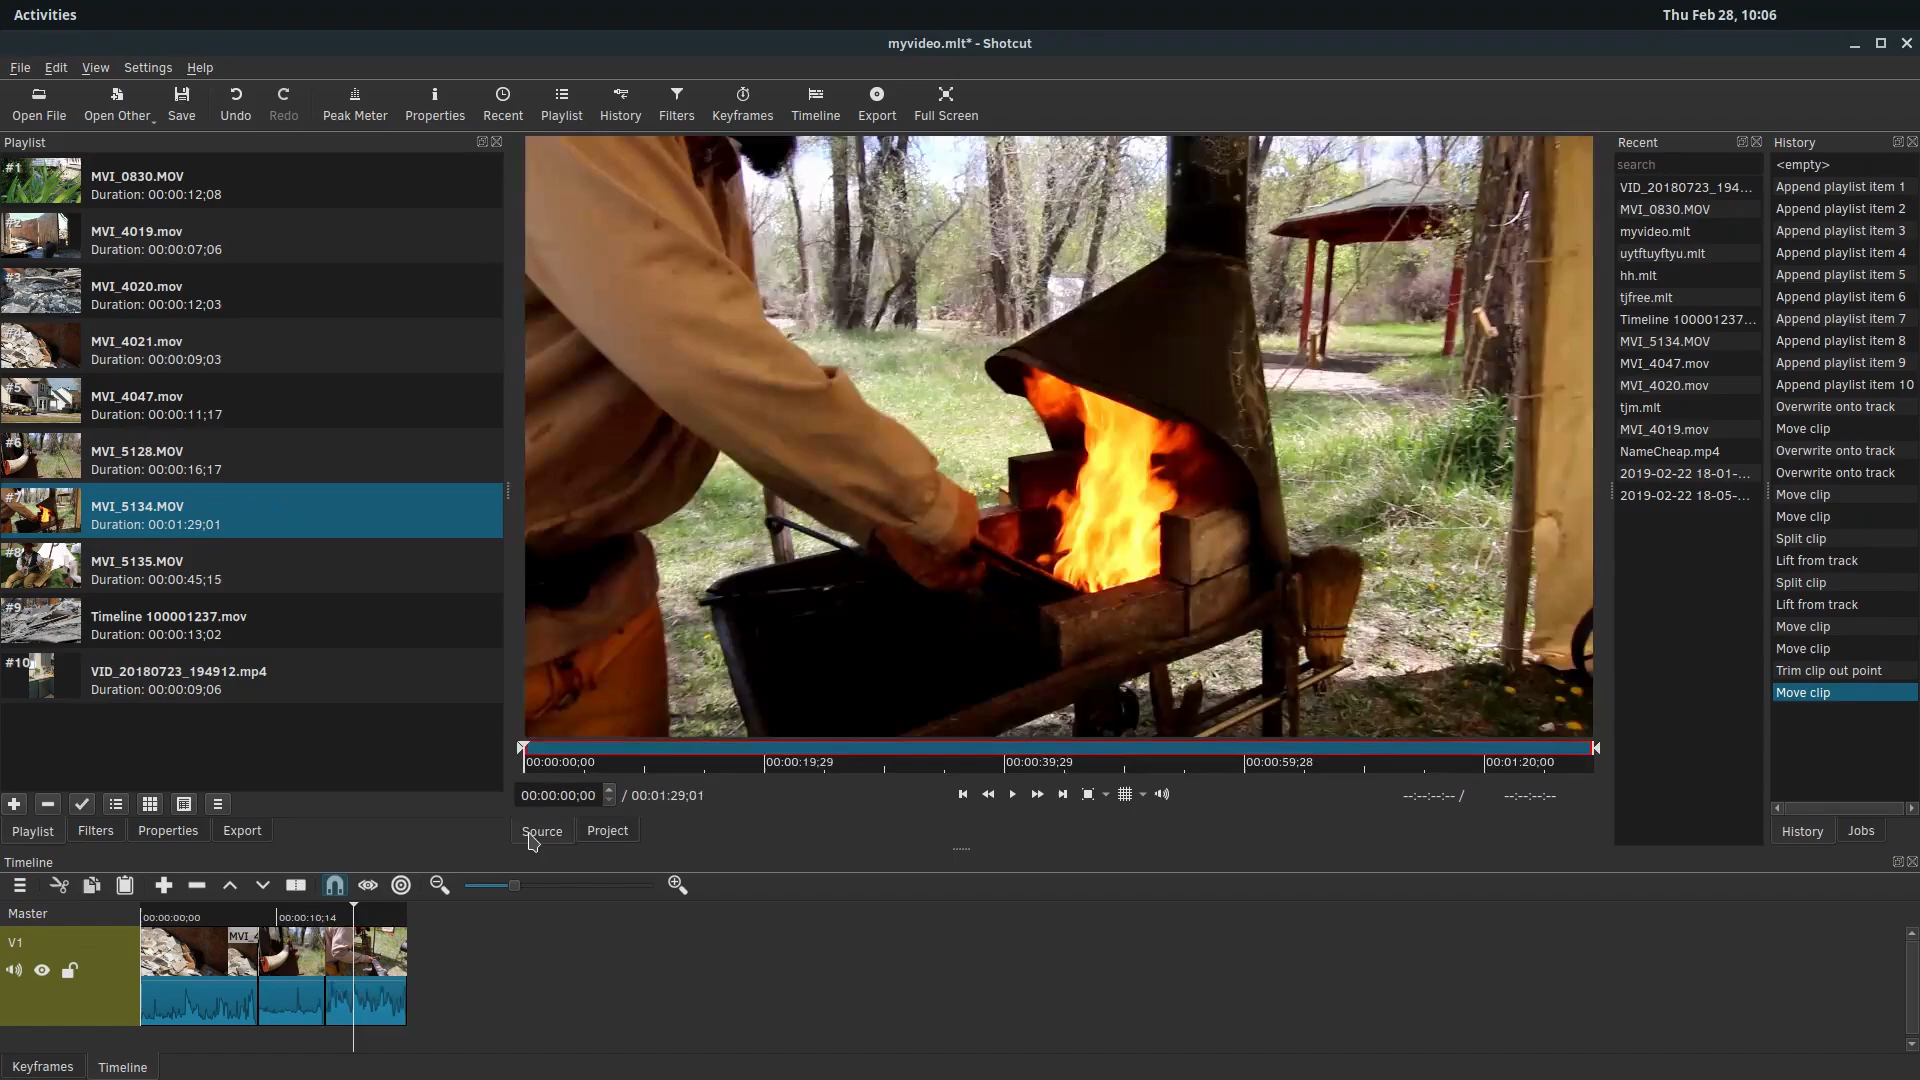 Activities
Thu Feb 28, 10:06
myvideo.mlt* - Shotcut
File Edit View Settings Help
Open File Open Other Save Undo Redo Peak Meter Properties Recent Playlist History Filters Keyframes Timeline Export Full Screen
Playlist
#1 MVI_0830.MOV
Duration: 00:00:12;08
#2 MVI_4019.mov
Duration: 00:00:07;06
#3 MVI_4020.mov
Duration: 00:00:12;03
#4 MVI_4021.mov
Duration: 00:00:09;03
#5 MVI_4047.mov
Duration: 00:00:11;17
#6 MVI_5128.MOV
Duration: 00:00:16;17
#7 MVI_5134.MOV
Duration: 00:01:29;01
#8 MVI_5135.MOV
Duration: 00:00:45;15
#9 Timeline 100001237.mov
Duration: 00:00:13;02
#10 VID_20180723_194912.mp4
Duration: 00:00:09;06
Playlist Filters Properties Export
00:00:00;00 00:00:19;29 00:00:39;29 00:00:59;28 00:01:20;00
00:00:00;00 / 00:01:29;01
--:--:--:-- / --:--:--:--
Source Project
Recent
search
VID_20180723_194...
MVI_0830.MOV
myvideo.mlt
uytftuyftyu.mlt
hh.mlt
tjfree.mlt
Timeline 100001237...
MVI_5134.MOV
MVI_4047.mov
MVI_4020.mov
tjm.mlt
MVI_4019.mov
NameCheap.mp4
2019-02-22 18-01-...
2019-02-22 18-05-...
History
<empty>
Append playlist item 1
Append playlist item 2
Append playlist item 3
Append playlist item 4
Append playlist item 5
Append playlist item 6
Append playlist item 7
Append playlist item 8
Append playlist item 9
Append playlist item 10
Overwrite onto track
Move clip
Overwrite onto track
Overwrite onto track
Move clip
Move clip
Split clip
Lift from track
Split clip
Lift from track
Move clip
Move clip
Trim clip out point
Move clip
History Jobs
Timeline
Master
00:00:00;00 00:00:10;14
V1
MVI_4
Keyframes Timeline